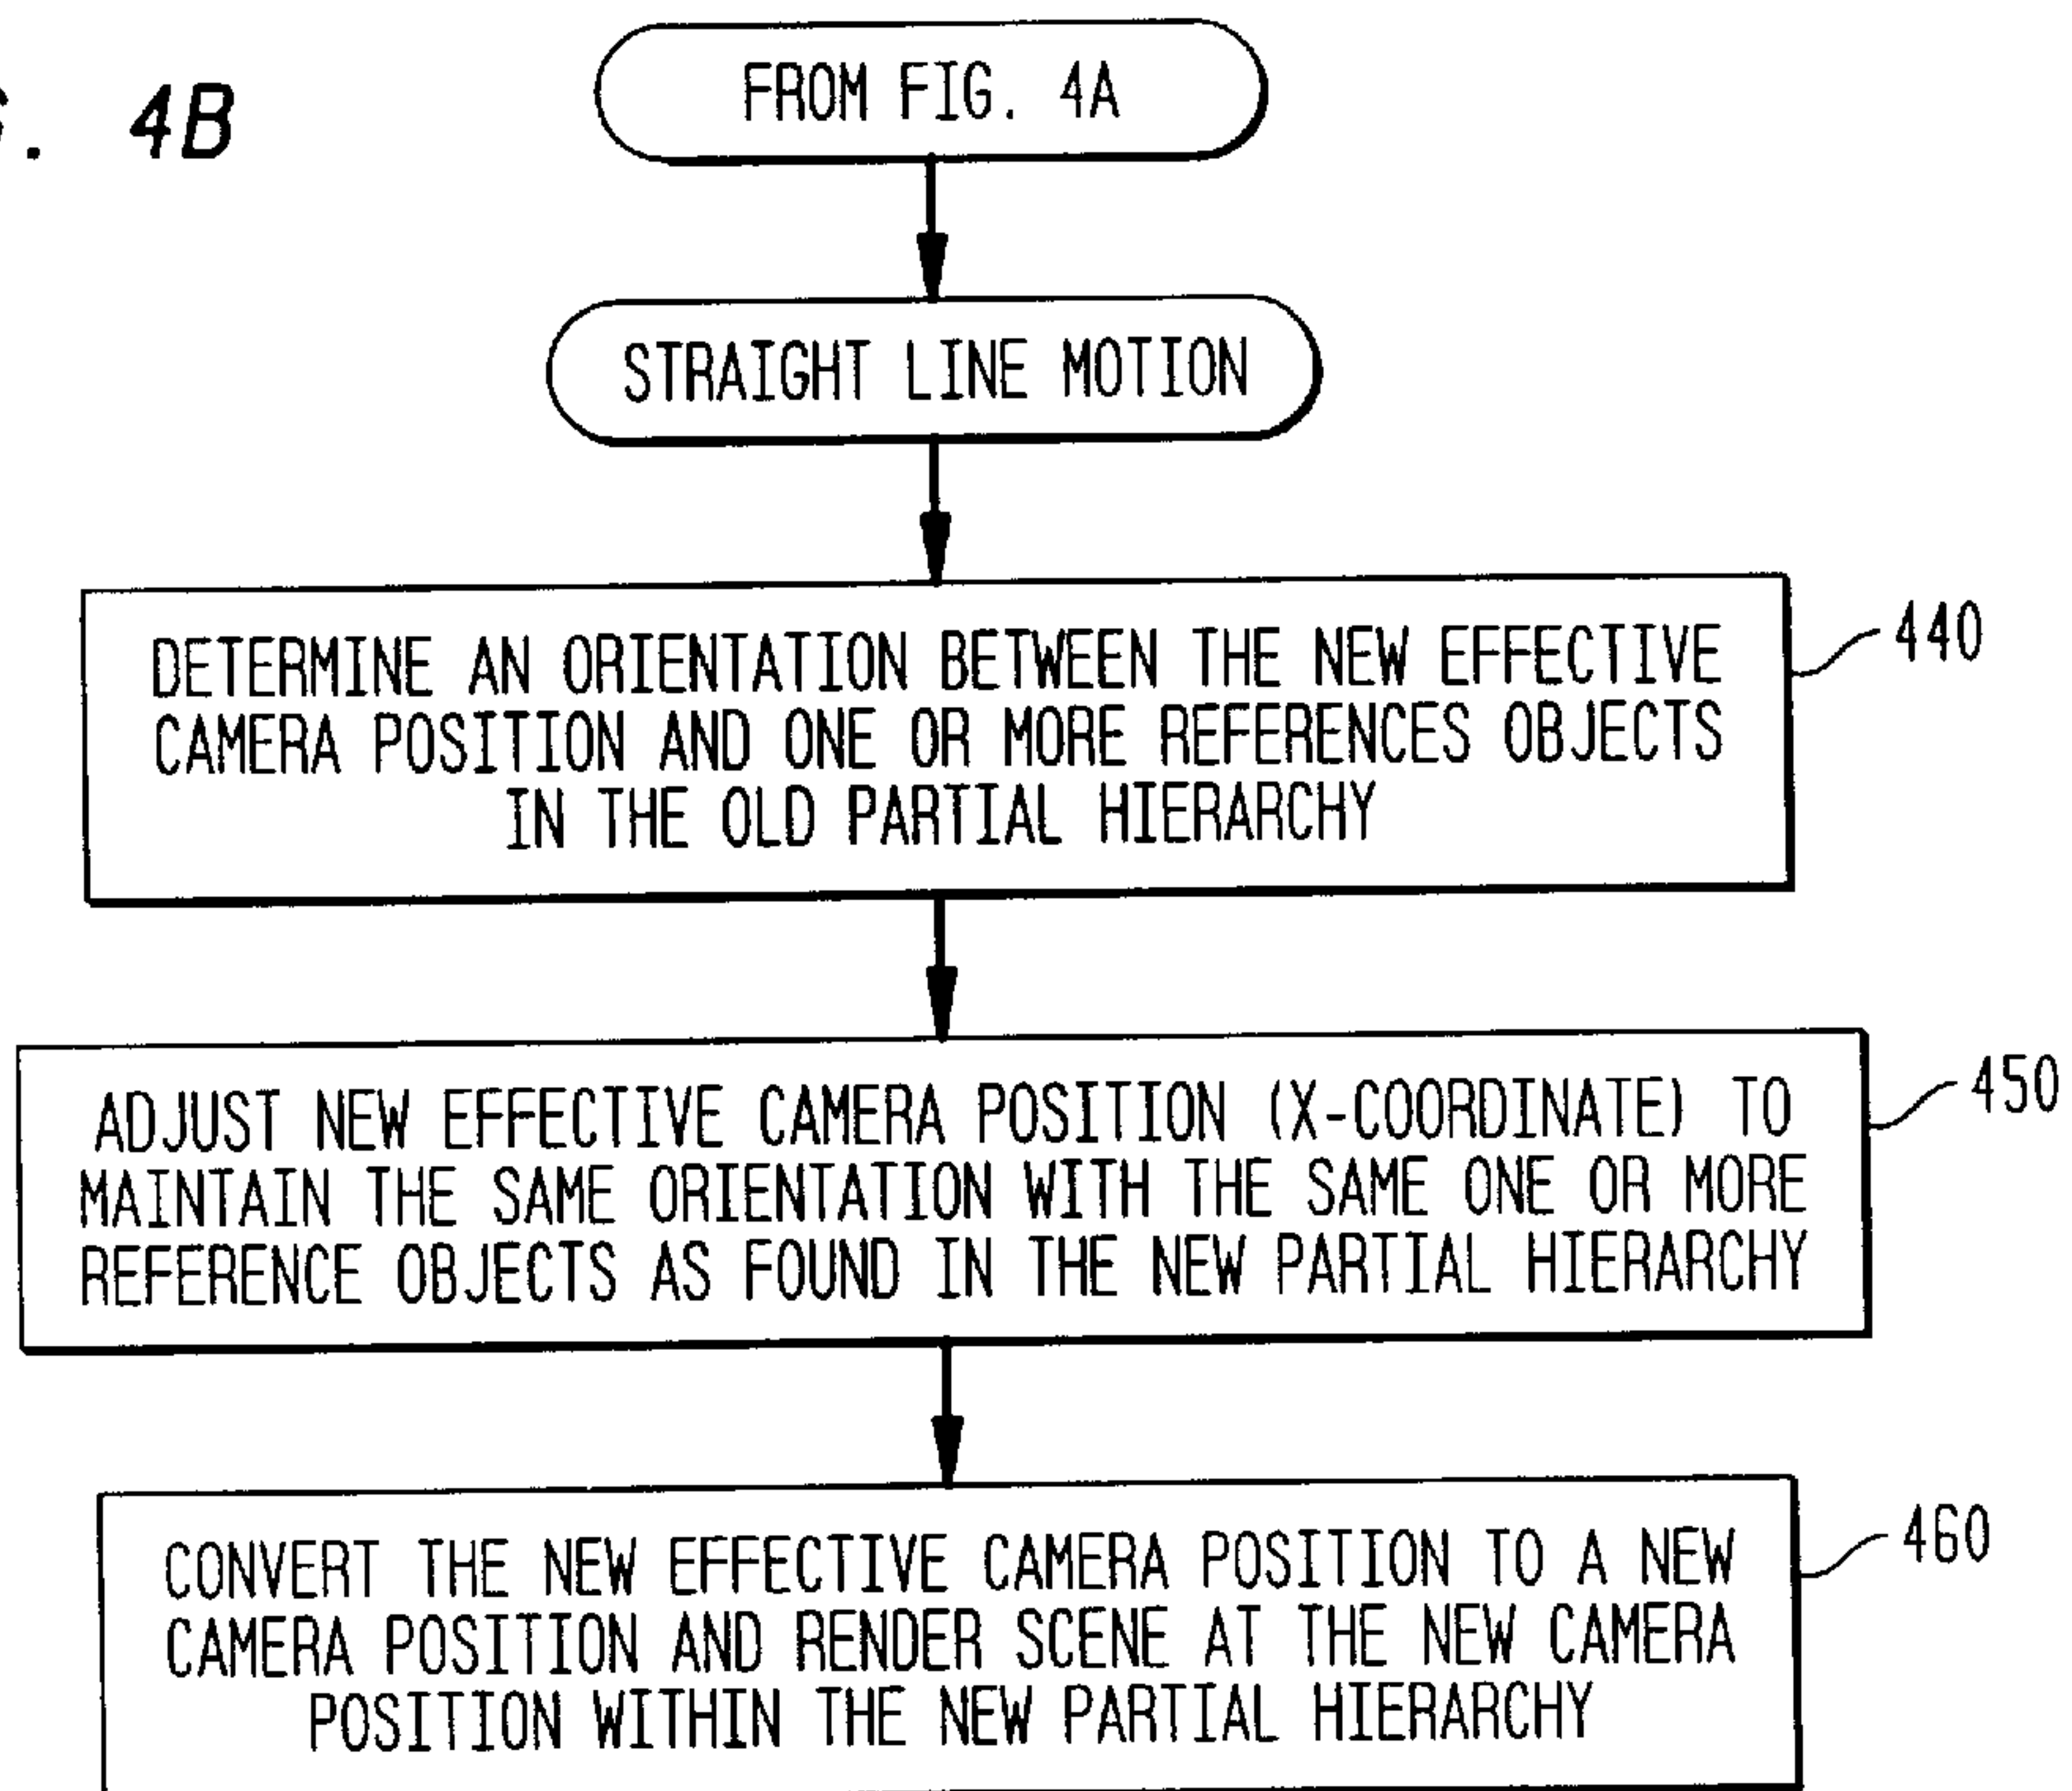 . 4B
FROM FIG. 4A
STRAIGHT LINE MOTION
DETERMINE AN ORIENTATION BETWEEN THE NEW EFFECTIVE
CAMERA POSITION AND ONE OR MORE REFERENCES OBJECTS
IN THE OLD PARTIAL HIERARCHY
440
ADJUST NEW EFFECTIVE CAMERA POSITION (X-COORDINATE) TO
MAINTAIN THE SAME ORIENTATION WITH THE SAME ONE OR MORE
REFERENCE OBJECTS AS FOUND IN THE NEW PARTIAL HIERARCHY
450
CONVERT THE NEW EFFECTIVE CAMERA POSITION TO A NEW
CAMERA POSITION AND RENDER SCENE AT THE NEW CAMERA
POSITION WITHIN THE NEW PARTIAL HIERARCHY
460